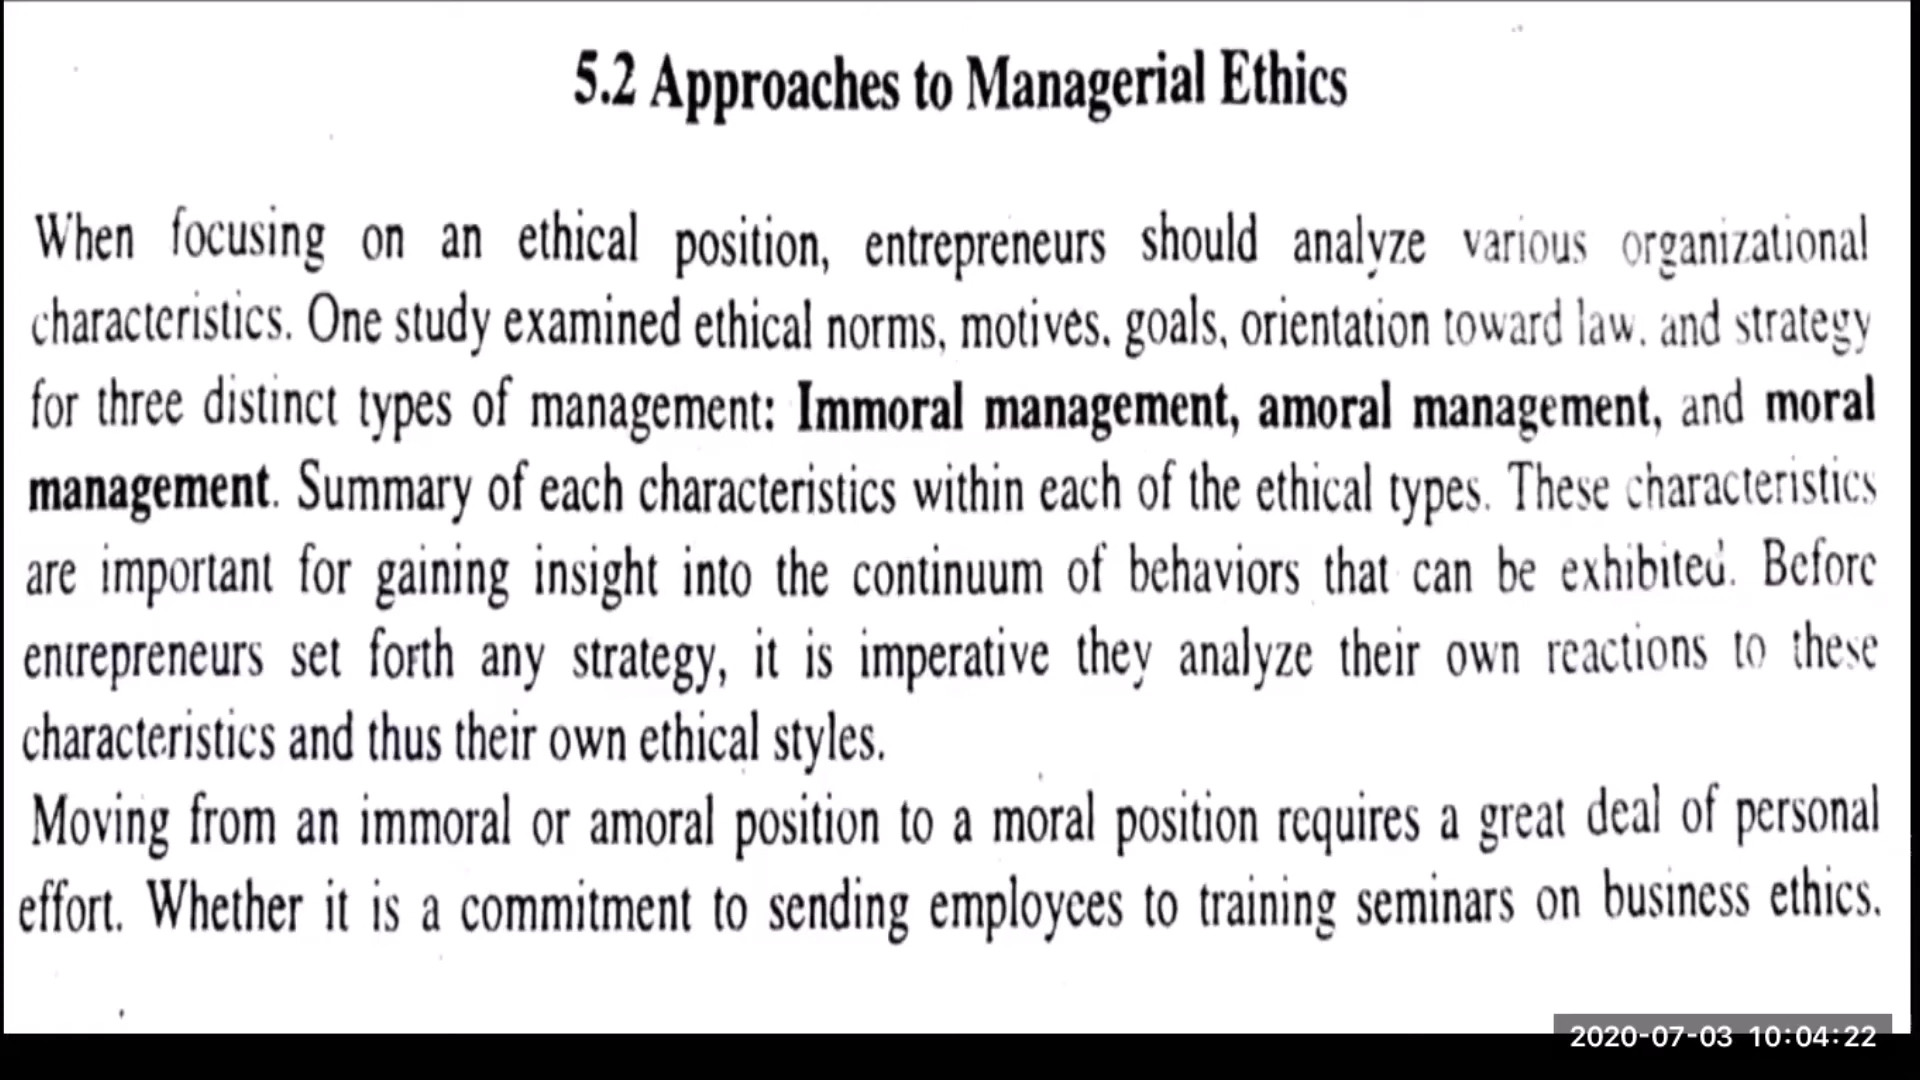 5.2 Approaches to Managerial Ethics
When focusing on an ethical position, entrepreneurs should analyze various organizational
characteristics. One study examined ethical norms, motives, goals, orientation toward law, and strategy
for three distinct types of management: Immoral management, amoral management, and moral
management. Summary of each characteristics within each of the ethical types. These characteristics
are important for gaining insight into the continuum of behaviors that can be exhibited. Before
entrepreneurs set forth any strategy, it is imperative they analyze their own reactions to these
characteristics and thus their own ethical styles.
Moving from an immoral or amoral position to a moral position requires a great deal of personal
effort. Whether it is a commitment to sending employees to training seminars on business ethics.
2020-07-03 10:04:22